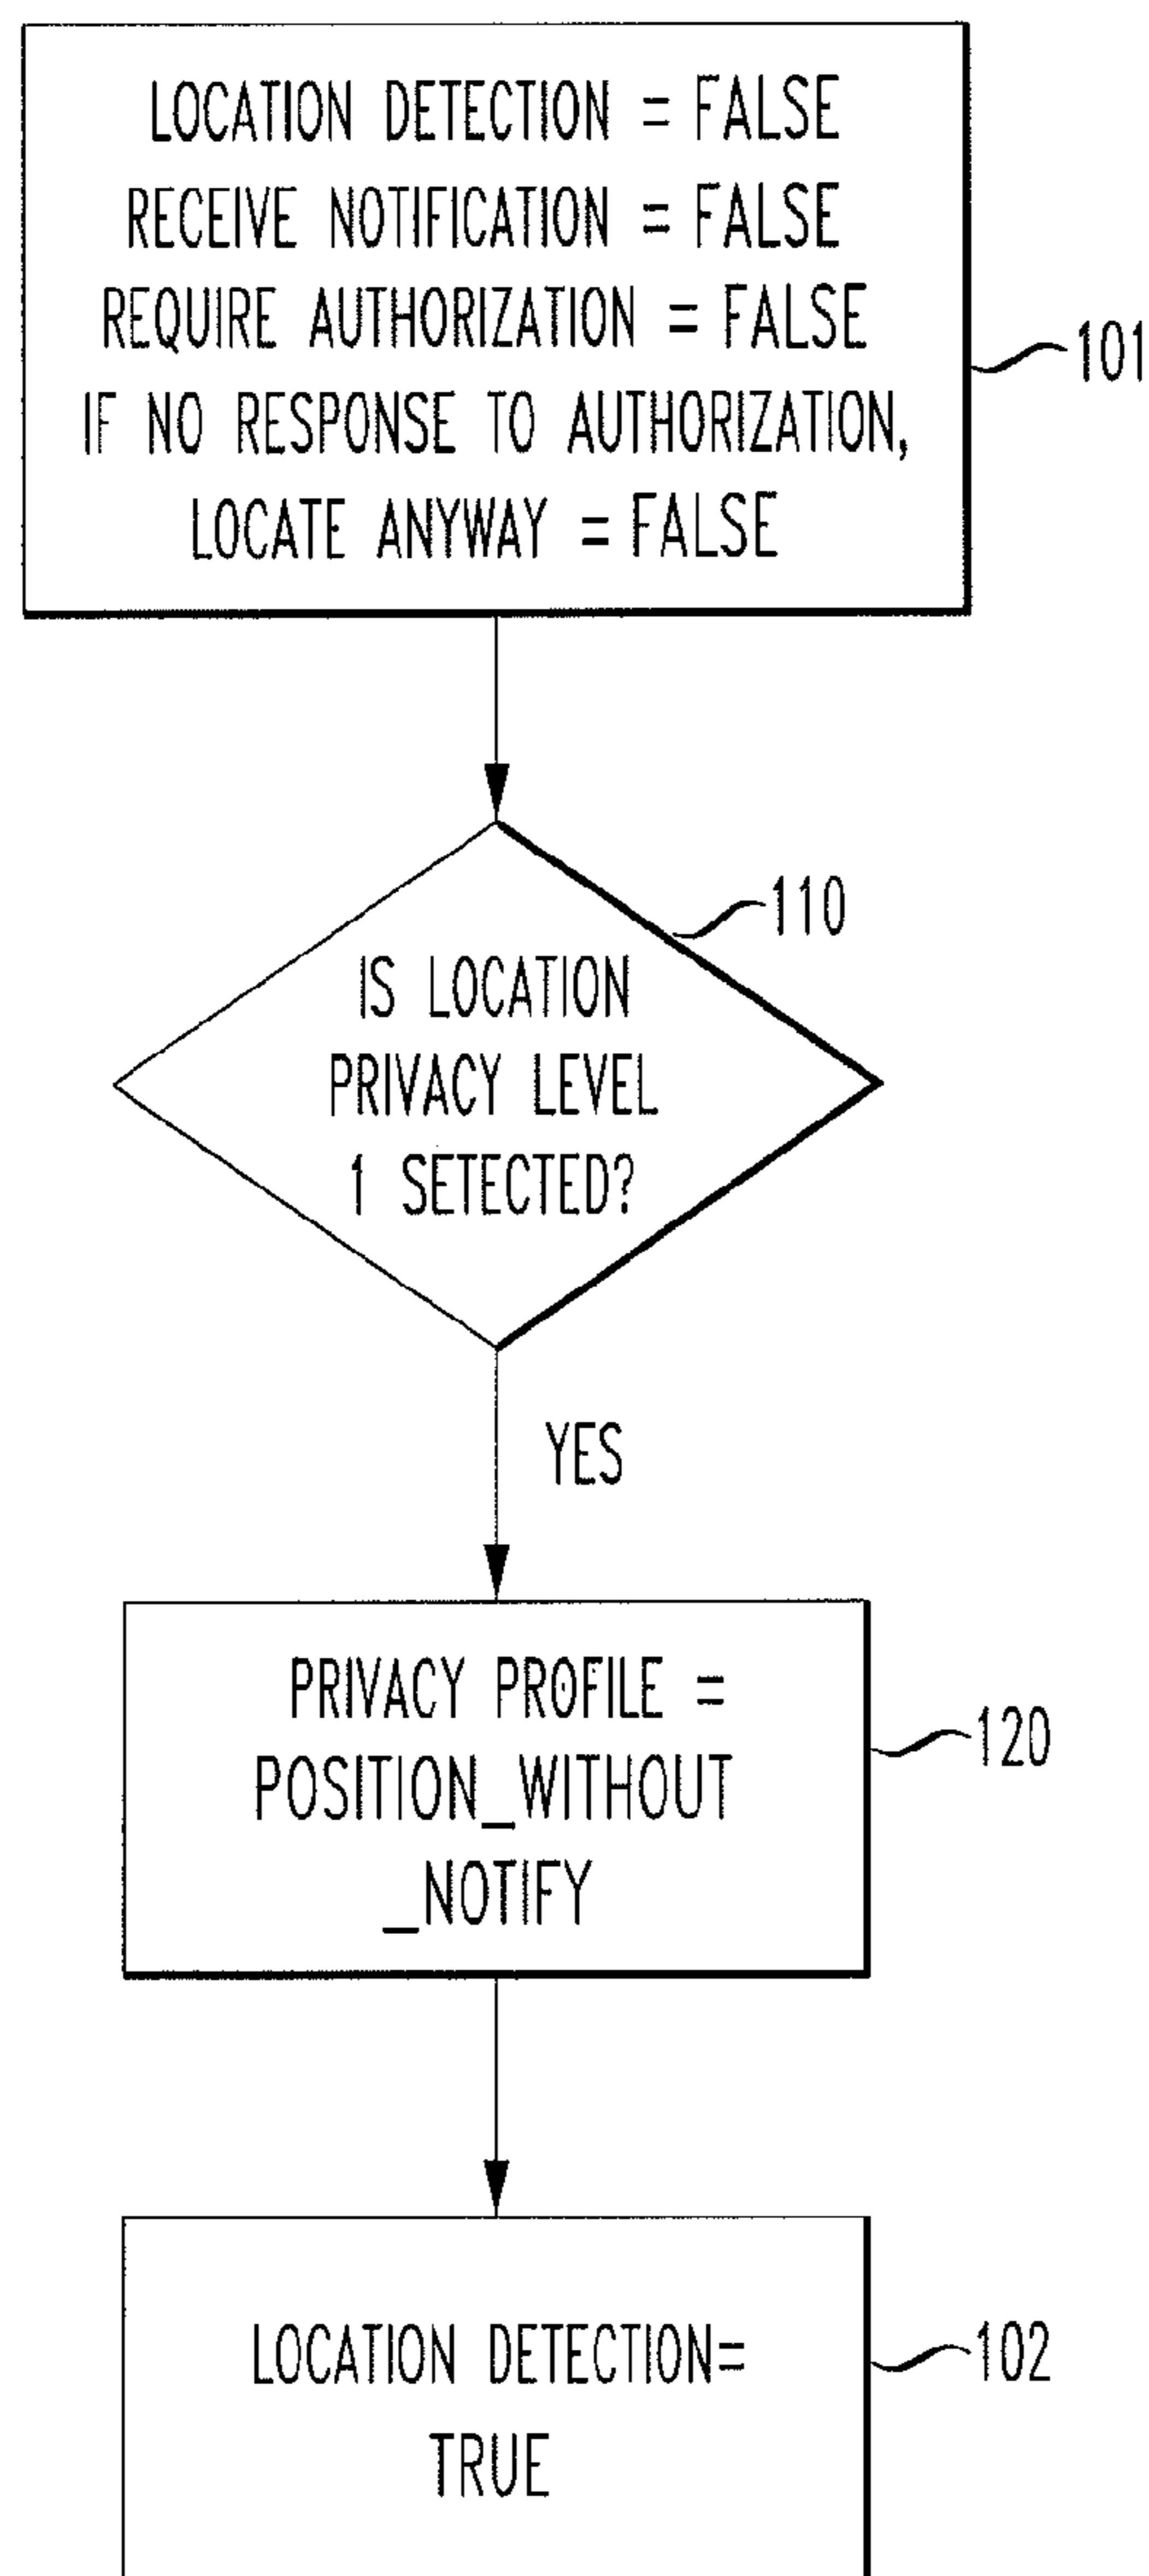 LOCATION DETECTION = FALSE
RECEIVE NOTIFICATION = FALSE
REQUIRE AUTHORIZATION = FALSE
IF NO RESPONSE TO AUTHORIZATION,
LOCATE ANYWAY = FALSE
101
110
IS LOCATION
PRIVACY LEVEL
1 SETECTED?
YES
PRIVACY PROFILE =
POSITION_WITHOUT
_NOTIFY
120
LOCATION DETECTION=
TRUE
102